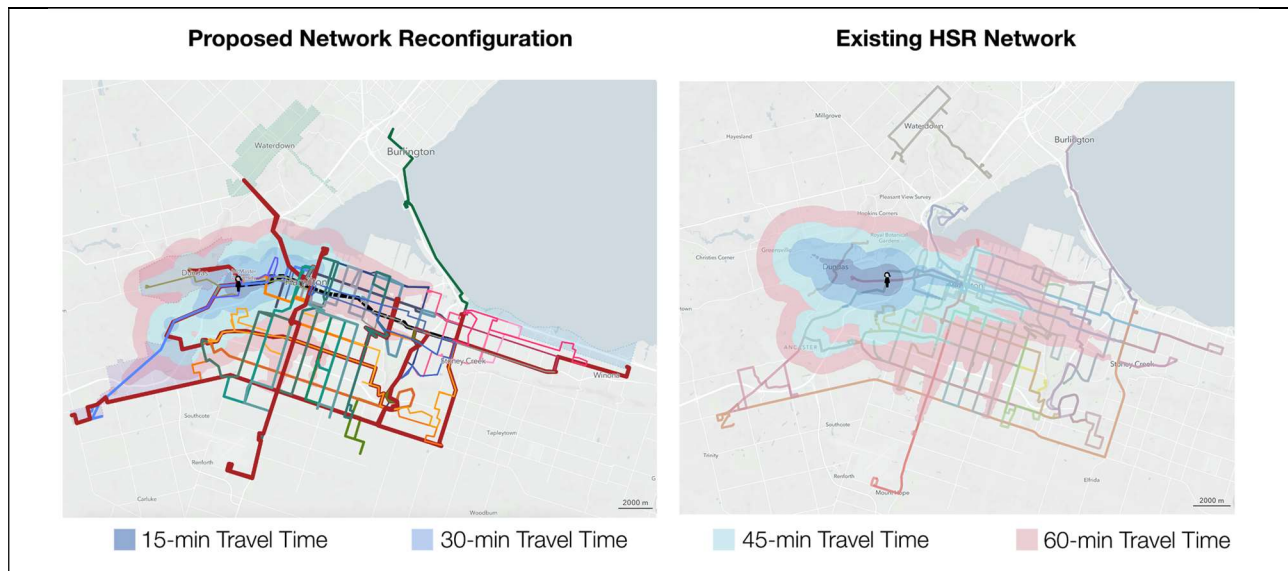 Proposed Network Reconfiguration
Existing HSR Network
Waterdown
Burlington
Stoney Creek
Winona
Southcote
Tapleytown
Renforth
Carluke
Woodburn
2000 m
Millgrove
Hayesland
Waterdown
Burlington
Pleasant View Survey
Hopkins Corners
Royal Botanical
Gardens
Christies Corner
Greensville
Dundas
ANCASTER
Stoney Creek
Southcote
Trinity
Renforth
Mount Hope
Elfrida
2000 m
15-min Travel Time
30-min Travel Time
45-min Travel Time
60-min Travel Time